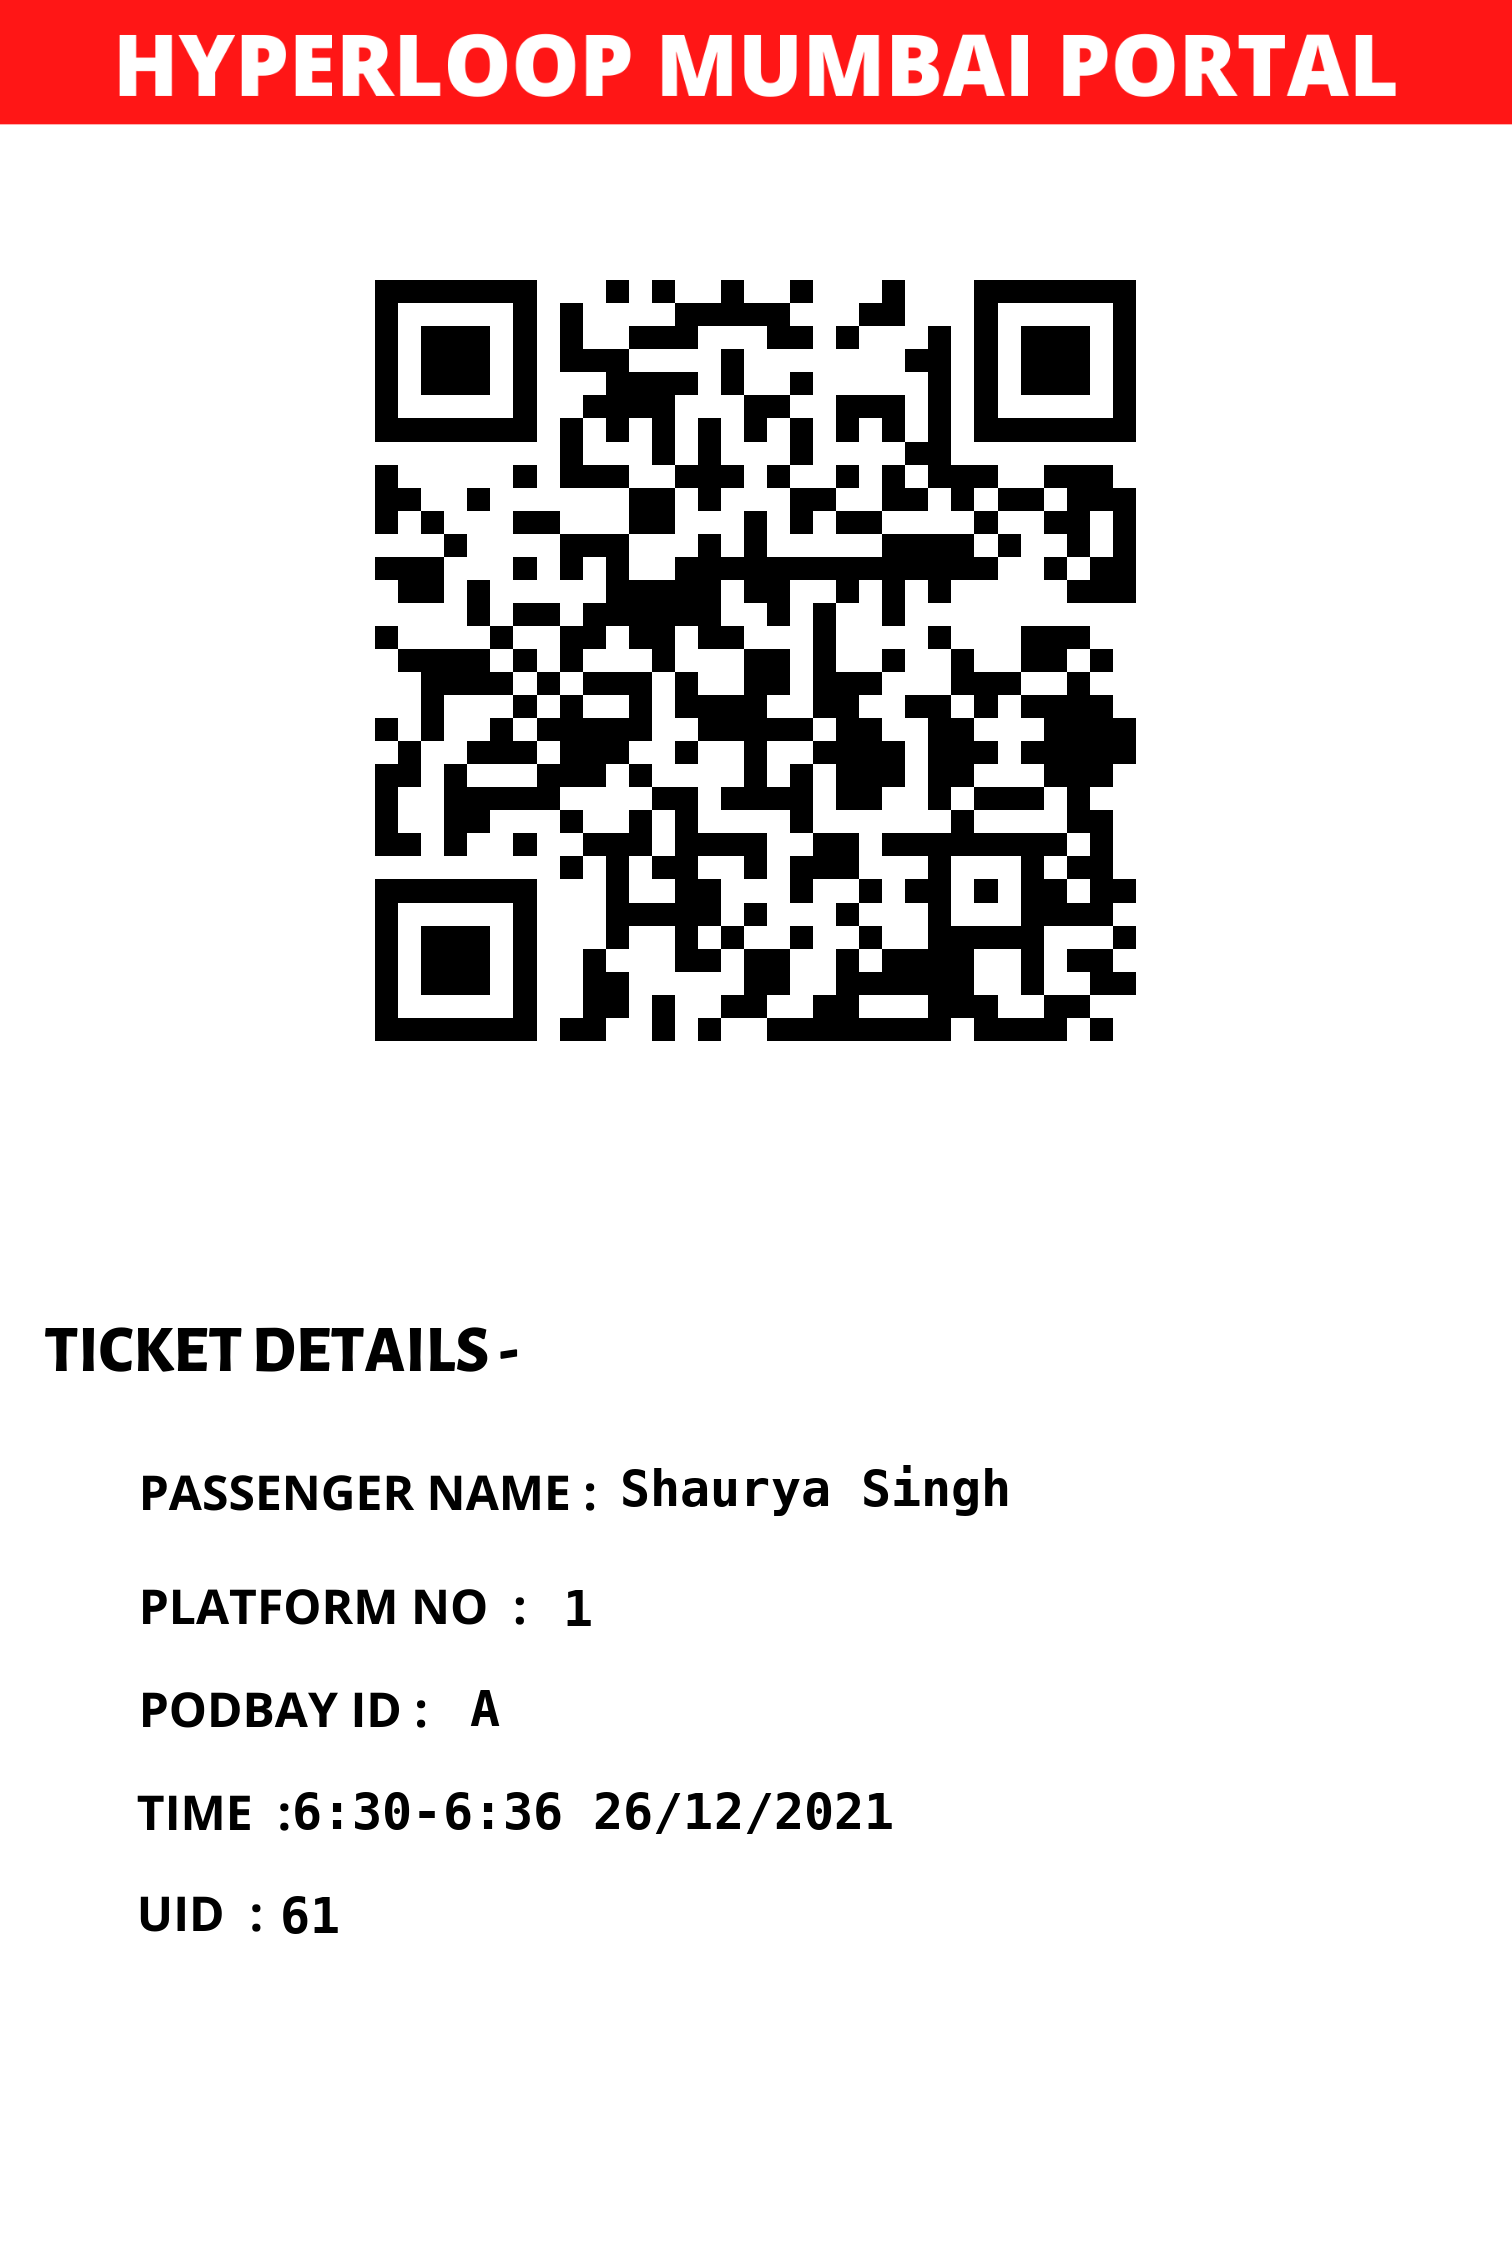 HYPERLOOP MUMBAI PORTAL
TICKET DETAILS -
PASSENGER NAME : Shaurya Singh
PLATFORM NO : 1
PODBAY ID : A
TIME :6:30-6:36 26/12/2021
UID : 61